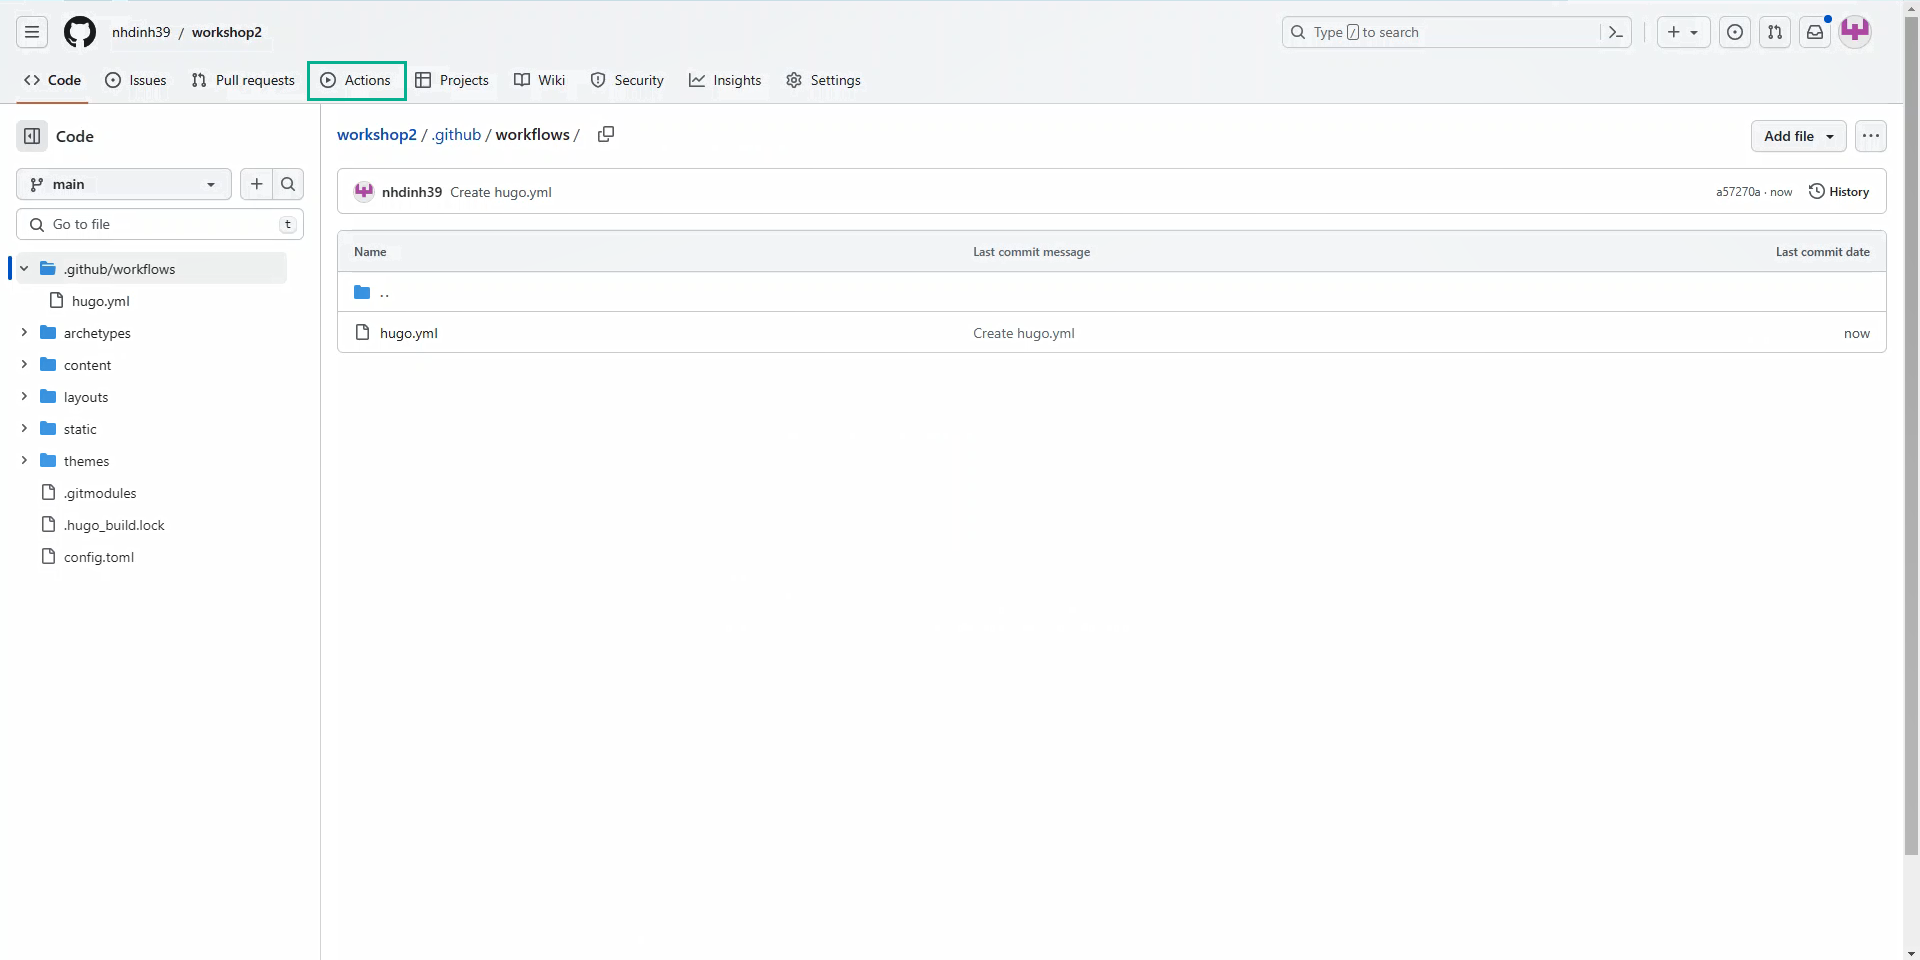 nhdinh39 / workshop2
Type / to search
Code
Issues
Pull requests
Actions
Projects
Wiki
Security
Insights
Settings
Code
main
Go to file
t
.github/workflows
hugo.yml
archetypes
content
layouts
static
themes
.gitmodules
.hugo_build.lock
config.toml
workshop2 / .github / workflows /
Add file
nhdinh39 Create hugo.yml
a57270a · now
History
Name Last commit message Last commit date
..
hugo.yml Create hugo.yml now